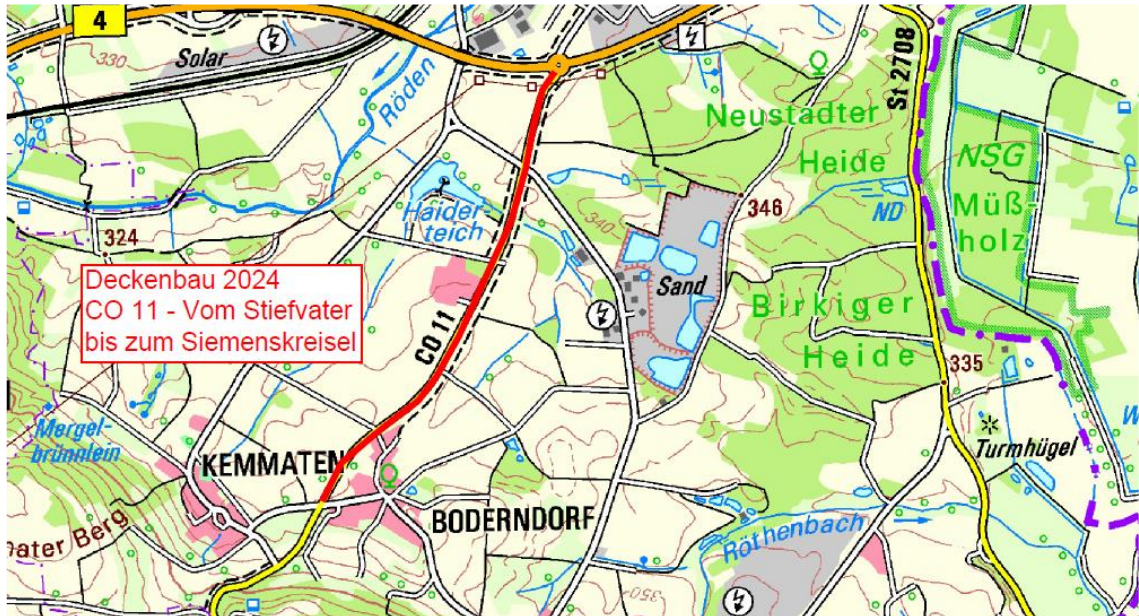 4
330
Solar
Röden
St 2708
Neustadter
Heide
NSG
Müß-
holz
ND
346
340
Haider-
teich
324
Deckenbau 2024
CO 11 - Vom Stiefvater
bis zum Siemenskreisel
CO 11
Sand
Birkiger
Heide
335
Turmhügel
W
Mergel-
brünnlein
KEMMATEN
BODERNDORF
Röthenbach
ater Berg
350